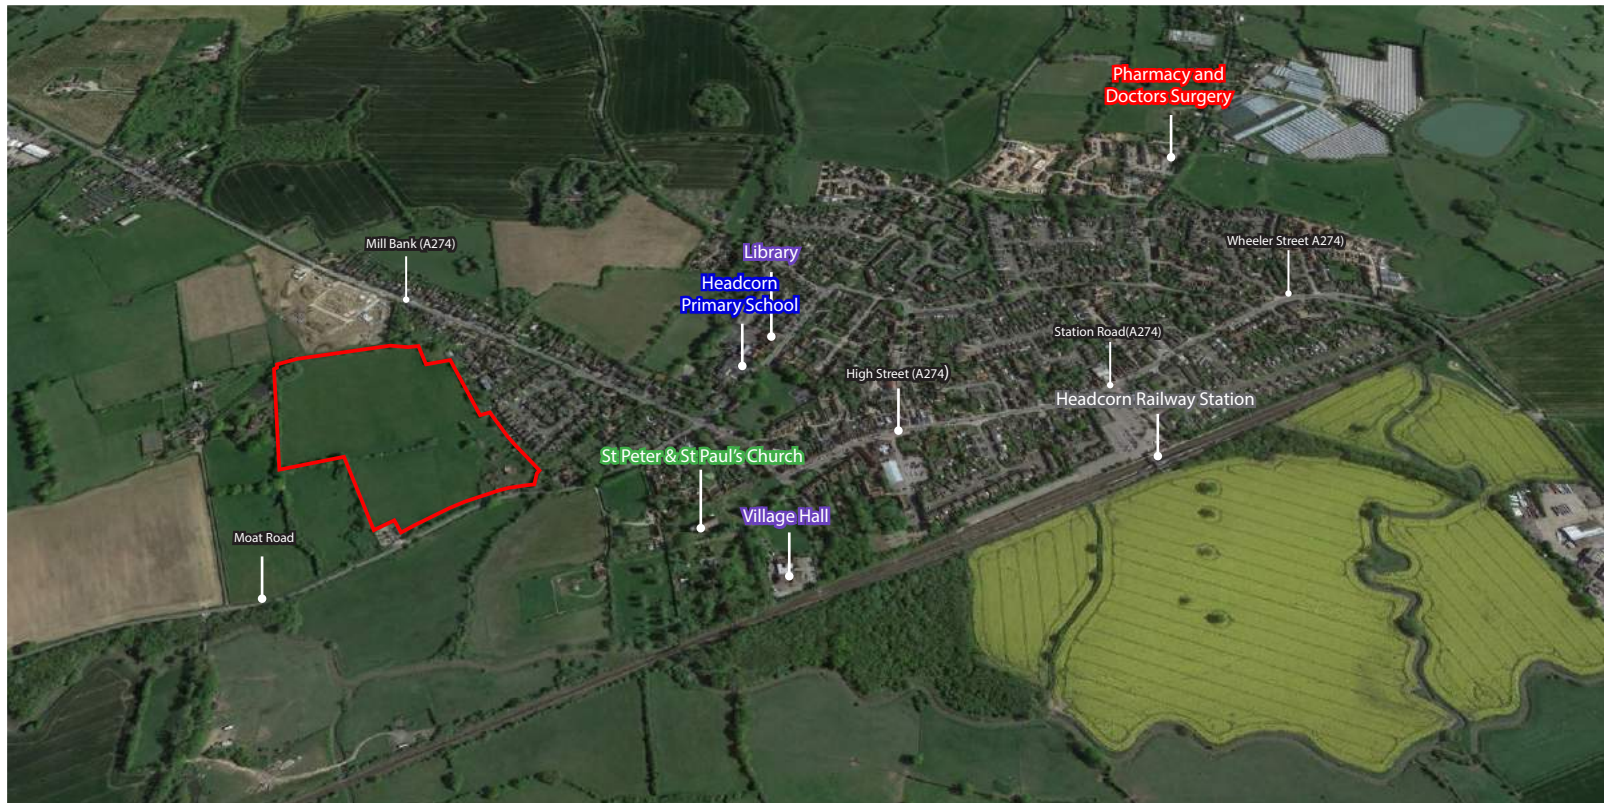 Pharmacy and
Doctors Surgery
Mill Bank (A274)
Wheeler Street A274)
Library
Headcorn
Primary School
Station Road(A274)
High Street (A274)
Headcorn Railway Station
St Peter & St Paul's Church
Village Hall
Moat Road